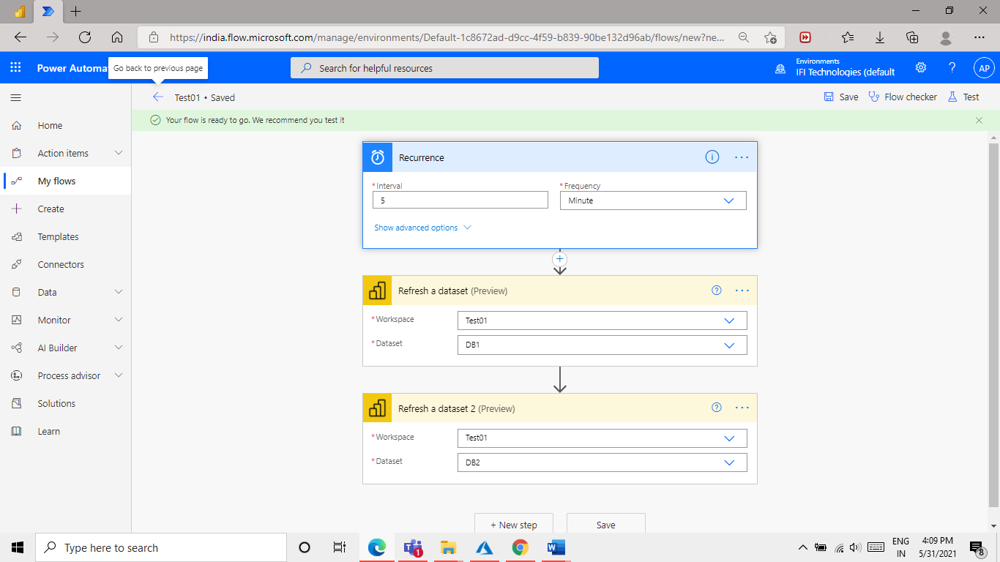 https://india.flow.microsoft.com/manage/environments/Default-1c8672ad-d9cc-4f59-b839-90be132d96ab/flows/new?ne...
Power Automa
Go back to previous page
Search for helpful resources
Environments
IFI Technologies (default
?
AP
Test01 • Saved
Save
Flow checker
Test
Your flow is ready to go. We recommend you test it
Home
Action items
My flows
Create
Templates
Connectors
Data
Monitor
AI Builder
Process advisor
Solutions
Learn
Recurrence
* Interval
* Frequency
5
Minute
Show advanced options
Refresh a dataset (Preview)
* Workspace
Test01
* Dataset
DB1
Refresh a dataset 2 (Preview)
* Workspace
Test01
* Dataset
DB2
+ New step
Save
Type here to search
1
ENG
IN
4:09 PM
5/31/2021
8